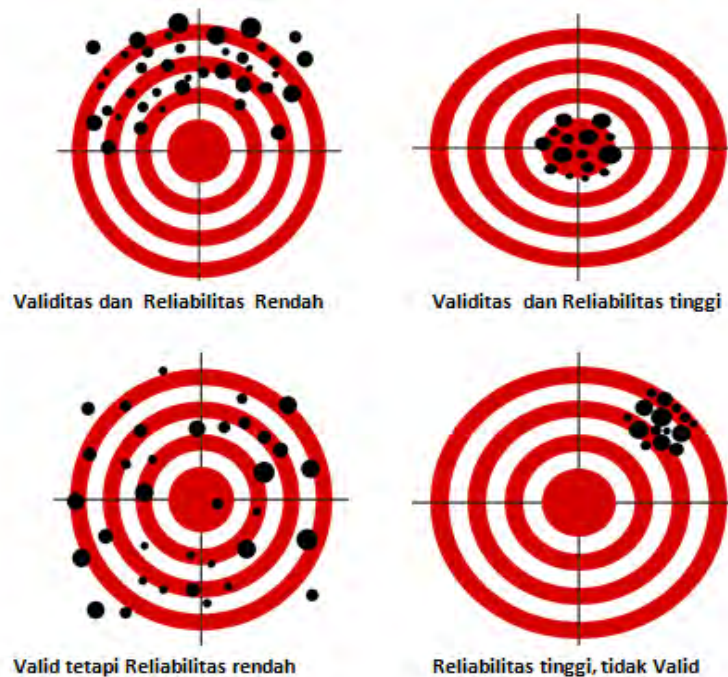 Validitas dan Reliabilitas Rendah
Validitas dan Reliabilitas tinggi
Valid tetapi Reliabilitas rendah
Reliabilitas tinggi, tidak Valid